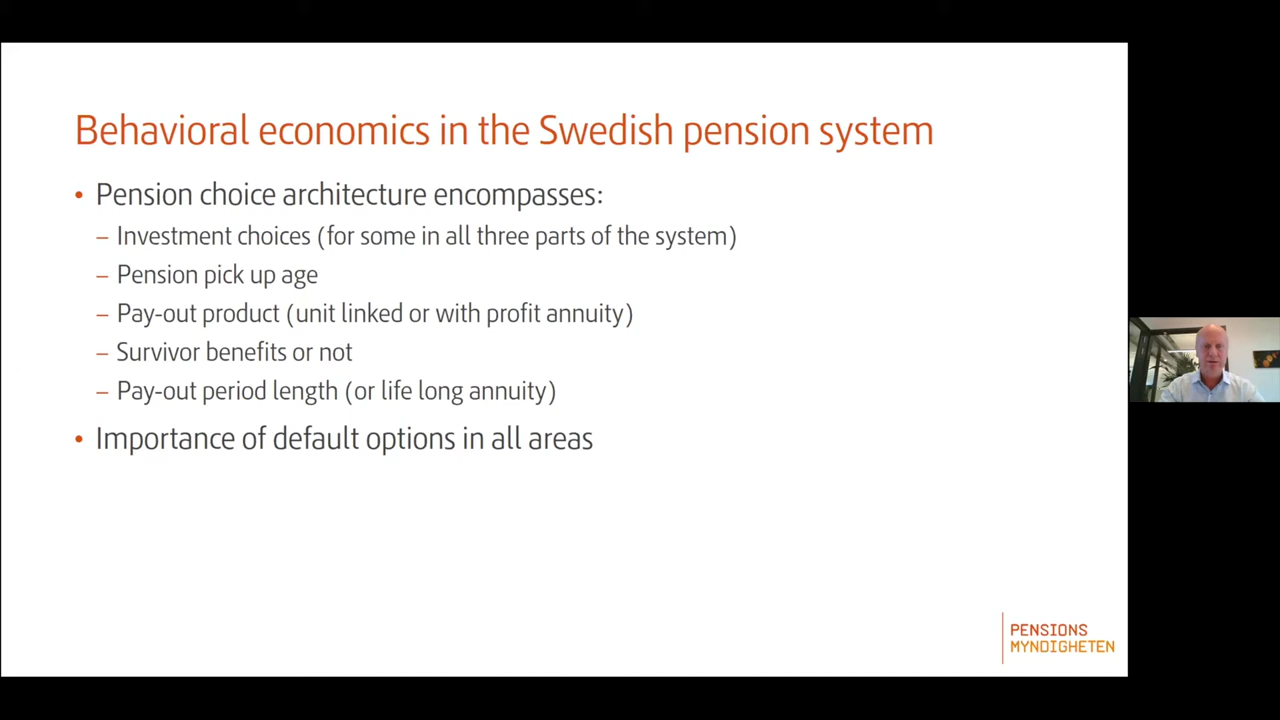 Behavioral economics in the Swedish pension system
• Pension choice architecture encompasses:
– Investment choices (for some in all three parts of the system)
– Pension pick up age
– Pay-out product (unit linked or with profit annuity)
– Survivor benefits or not
– Pay-out period length (or life long annuity)
• Importance of default options in all areas
PENSIONS
MYNDIGHETEN